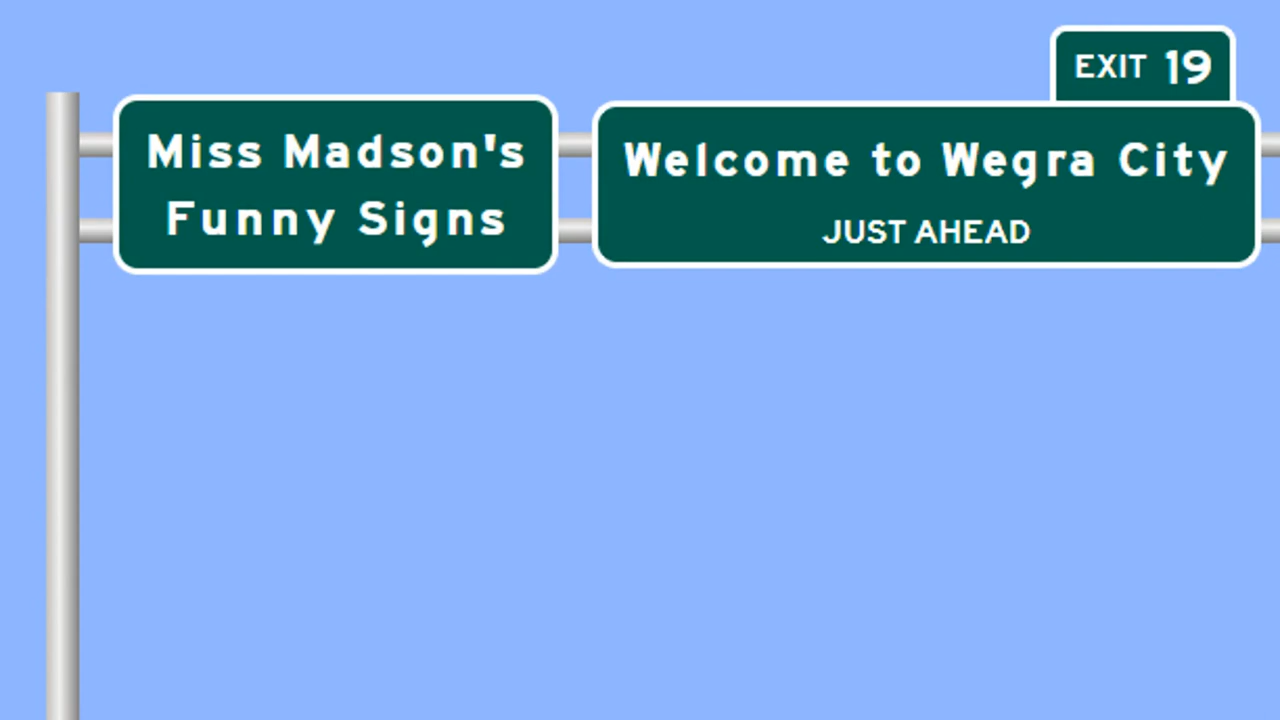 Miss Madson's
Funny Signs
EXIT 19
Welcome to Wegra City
JUST AHEAD